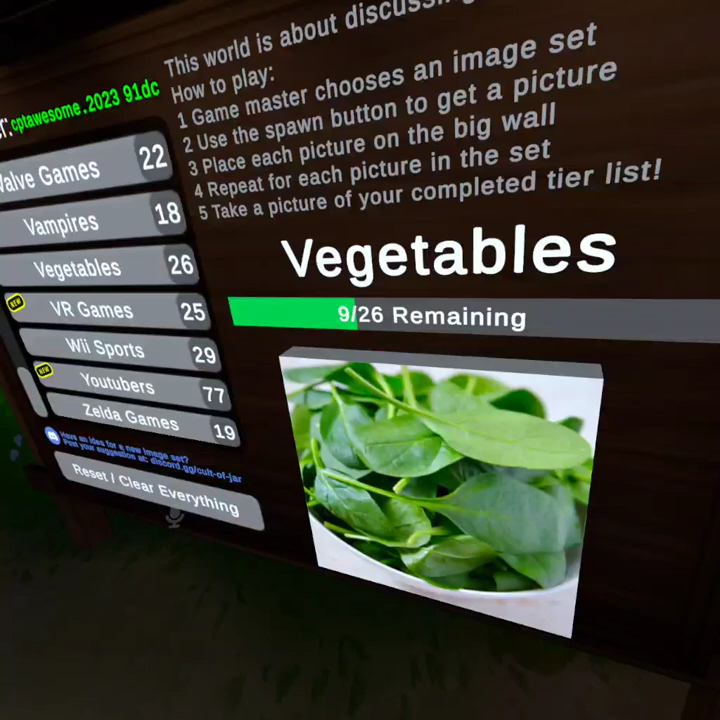 This world is about discussing
How to play:
1 Game master chooses an image set
2 Use the spawn button to get a picture
3 Place each picture on the big wall
4 Repeat for each picture in the set
5 Take a picture of your completed tier list!
cptawesome.2023 91dc
Valve Games 22
Vampires 18
Vegetables 26
NEW VR Games 25
Wii Sports 29
NEW Youtubers 77
Zelda Games 19
Have an idea for a new image set?
Post your suggestion at: discord.gg/cult-of-jar
Reset / Clear Everything
Vegetables
9/26 Remaining